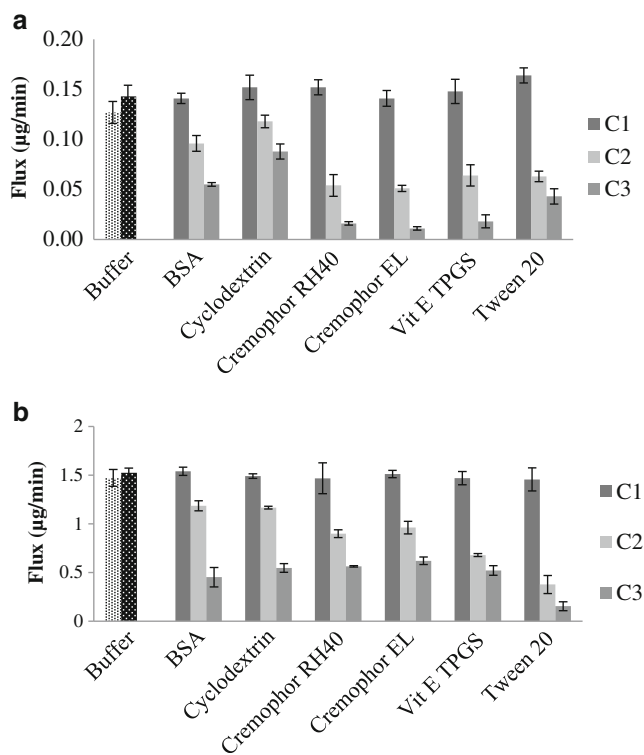 a
0.20
0.15
0.10
0.05
0.00
Flux (µg/min)
Buffer
BSA
Cyclodextrin
Cremophor RH40
Cremophor EL
Vit E TPGS
Tween 20
C1
C2
C3
b
2
1.5
1
0.5
0
Flux (µg/min)
Buffer
BSA
Cyclodextrin
Cremophor RH40
Cremophor EL
Vit E TPGS
Tween 20
C1
C2
C3